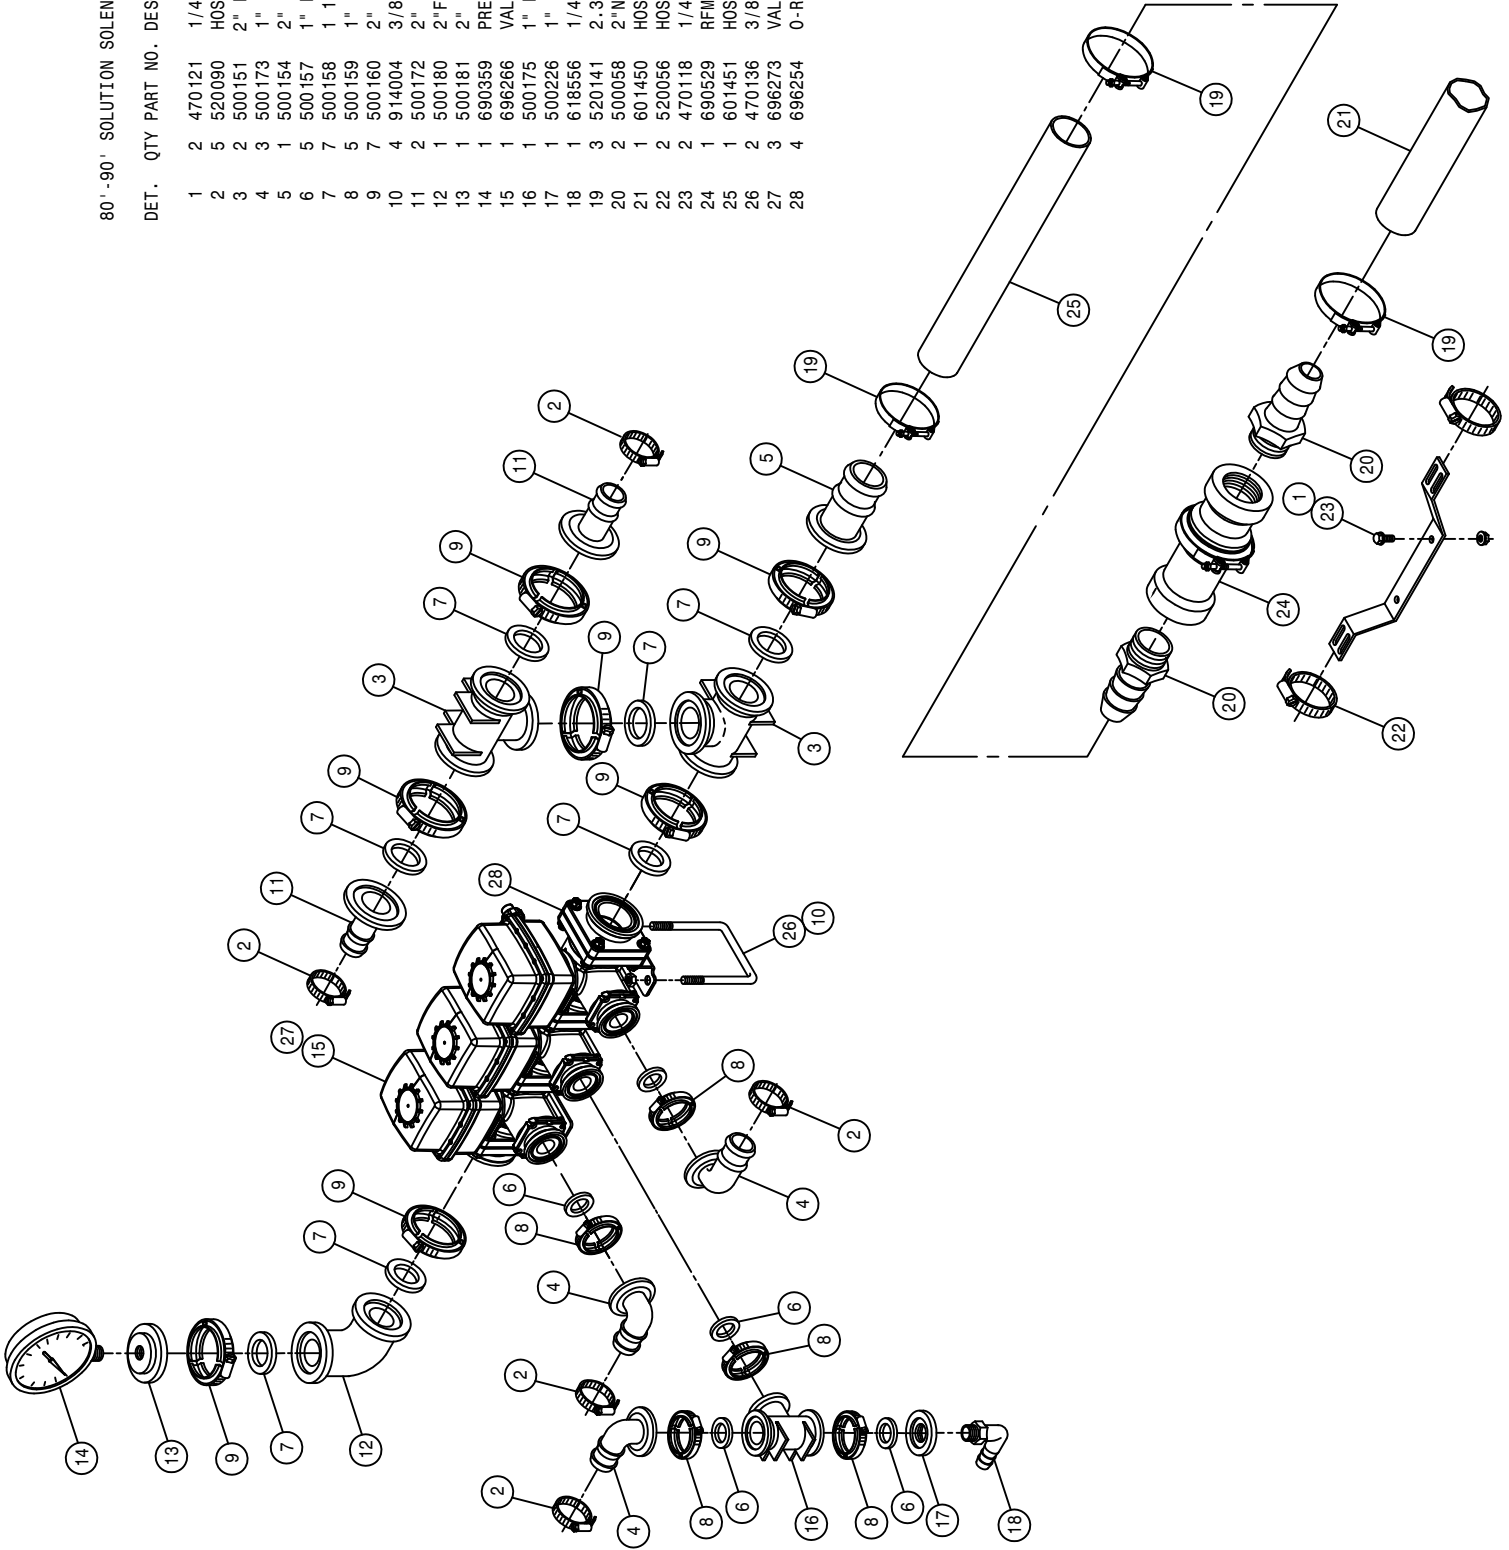 80'-90' SOLUTION SOLEN
DET. QTY PART NO. DES
1 2 470121 1/4
2 5 520090 HOS
3 2 500151 2"
4 3 500173 1"
5 1 500154 2"
6 5 500157 1"
7 7 500158 1 1
8 5 500159 1"
9 7 500160 2"
10 4 914004 3/8
11 2 500172 2"
12 1 500180 2"F
13 1 500181 2"
14 1 690359 PRE
15 1 696266 VAL
16 1 500175 1"
17 1 500226 1"
18 1 618556 1/4
19 3 520141 2.3
20 2 500058 2"N
21 1 601450 HOS
22 2 520056 HOS
23 2 470118 1/4
24 1 690529 RFM
25 1 601451 HOS
26 2 470136 3/8
27 3 696273 VAL
28 4 696254 O-R
14
13
9
2
11
7
27
7
15
7
9
9
12
3
7
9
28
2
6
11
2
8
4
2
7
9
9
4
7
7
9
8
8
6
5
26
6
4
19
16
3
10
8
2
8
6
17
18
25
19
20
24
1
23
21
20
22
19